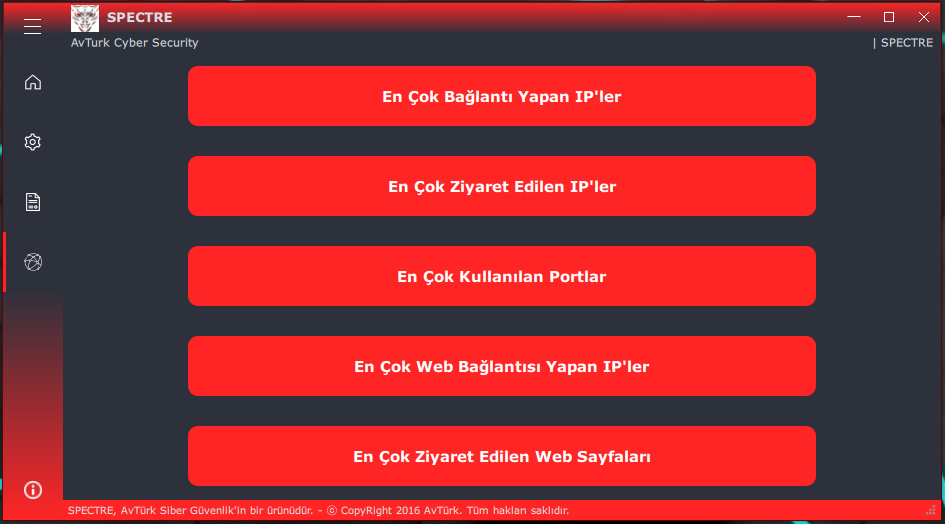 SPECTRE
AvTurk Cyber Security
| SPECTRE
En Çok Bağlantı Yapan IP'ler
En Çok Ziyaret Edilen IP'ler
En Çok Kullanılan Portlar
En Çok Web Bağlantısı Yapan IP'ler
En Çok Ziyaret Edilen Web Sayfaları
SPECTRE, AvTürk Siber Güvenlik'in bir ürünüdür. - ⓒ CopyRight 2016 AvTürk. Tüm hakları saklıdır.